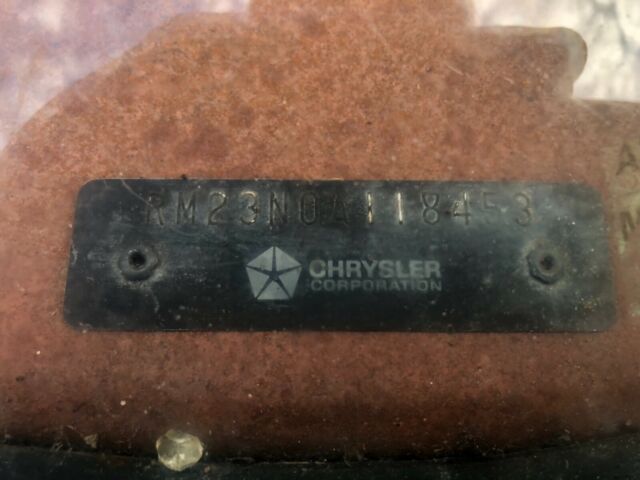 RM23N0A118453
CHRYSLER
CORPORATION
A
M